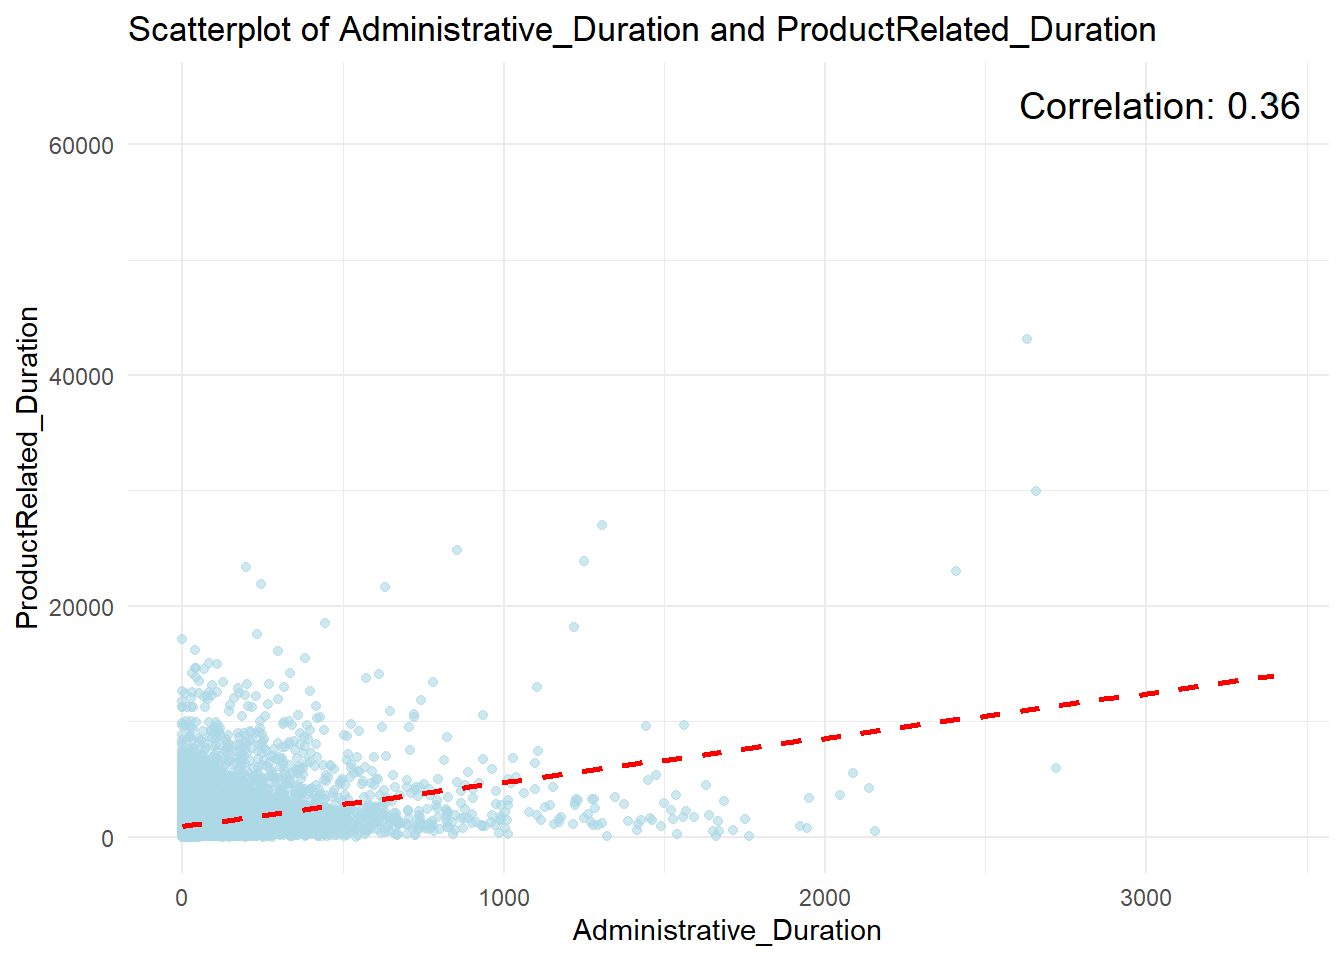 Scatterplot of Administrative_Duration and ProductRelated_Duration
Correlation: 0.36
ProductRelated_Duration
60000
40000
20000
0
0 1000 2000 3000
Administrative_Duration